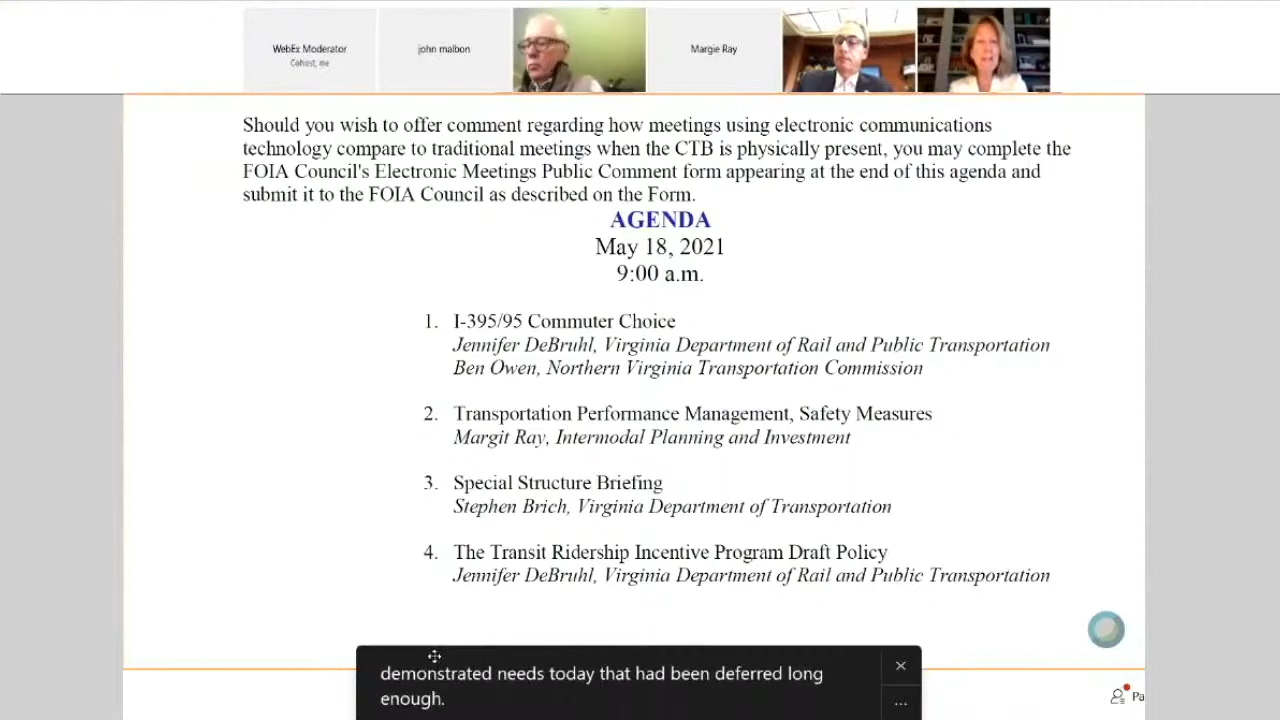 WebEx Moderator
Cohost, me
john malbon
Margie Ray
Should you wish to offer comment regarding how meetings using electronic communications
technology compare to traditional meetings when the CTB is physically present, you may complete the
FOIA Council's Electronic Meetings Public Comment form appearing at the end of this agenda and
submit it to the FOIA Council as described on the Form.
AGENDA
May 18, 2021
9:00 a.m.
1. I-395/95 Commuter Choice
Jennifer DeBruhl, Virginia Department of Rail and Public Transportation
Ben Owen, Northern Virginia Transportation Commission
2. Transportation Performance Management, Safety Measures
Margit Ray, Intermodal Planning and Investment
3. Special Structure Briefing
Stephen Brich, Virginia Department of Transportation
4. The Transit Ridership Incentive Program Draft Policy
Jennifer DeBruhl, Virginia Department of Rail and Public Transportation
demonstrated needs today that had been deferred long
enough.
Pa